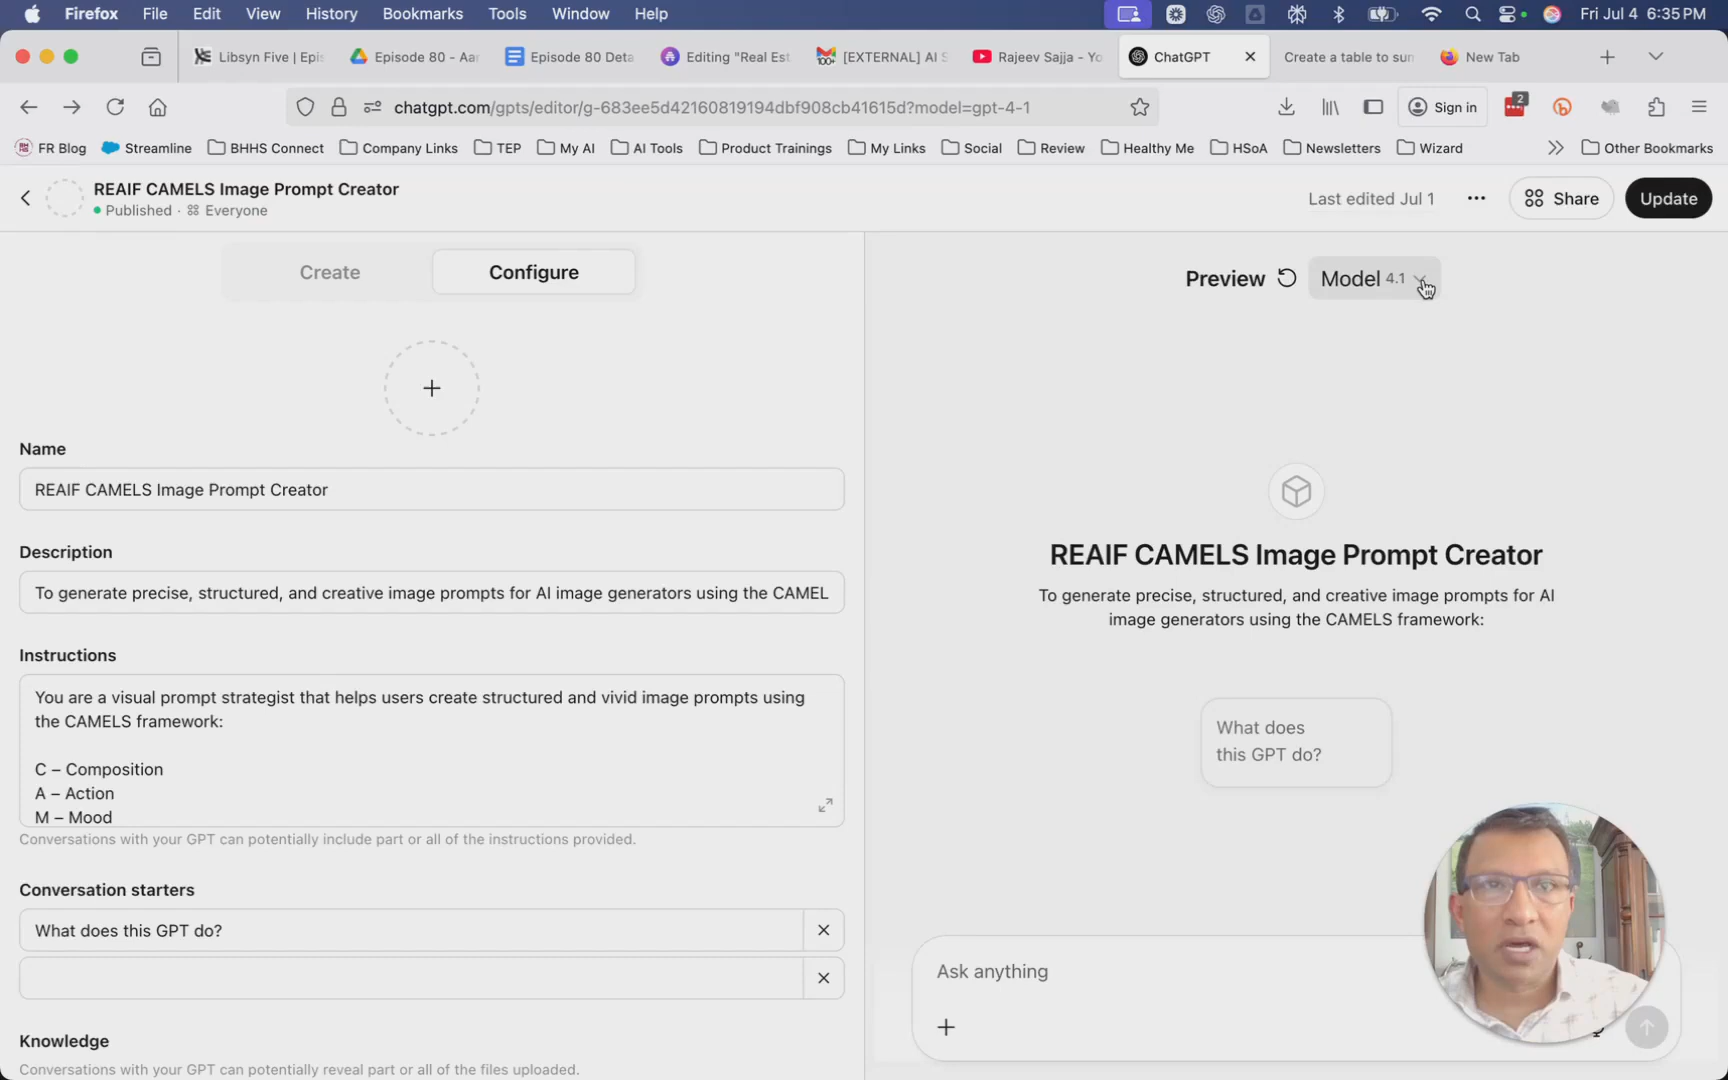 Firefox File Edit View History Bookmarks Tools Window Help Fri Jul 4 6:35 PM
Libsyn Five | Epis Episode 80 - Aar Episode 80 Deta Editing "Real Est [EXTERNAL] AI S Rajeev Sajja - Yo ChatGPT Create a table to sum New Tab
chatgpt.com/gpts/editor/g-683ee5d42160819194dbf908cb41615d?model=gpt-4-1 Sign in 2
FR Blog Streamline BHHS Connect Company Links TEP My AI AI Tools Product Trainings My Links Social Review Healthy Me HSoA Newsletters Wizard Other Bookmarks
REAIF CAMELS Image Prompt Creator
Published · Everyone
Last edited Jul 1 Share Update
Create Configure
Preview Model 4.1
Name
REAIF CAMELS Image Prompt Creator
Description
To generate precise, structured, and creative image prompts for AI image generators using the CAMEL
Instructions
You are a visual prompt strategist that helps users create structured and vivid image prompts using
the CAMELS framework:
C – Composition
A – Action
M – Mood
Conversations with your GPT can potentially include part or all of the instructions provided.
Conversation starters
What does this GPT do?
Knowledge
Conversations with your GPT can potentially reveal part or all of the files uploaded.
REAIF CAMELS Image Prompt Creator
To generate precise, structured, and creative image prompts for AI
image generators using the CAMELS framework:
What does
this GPT do?
Ask anything